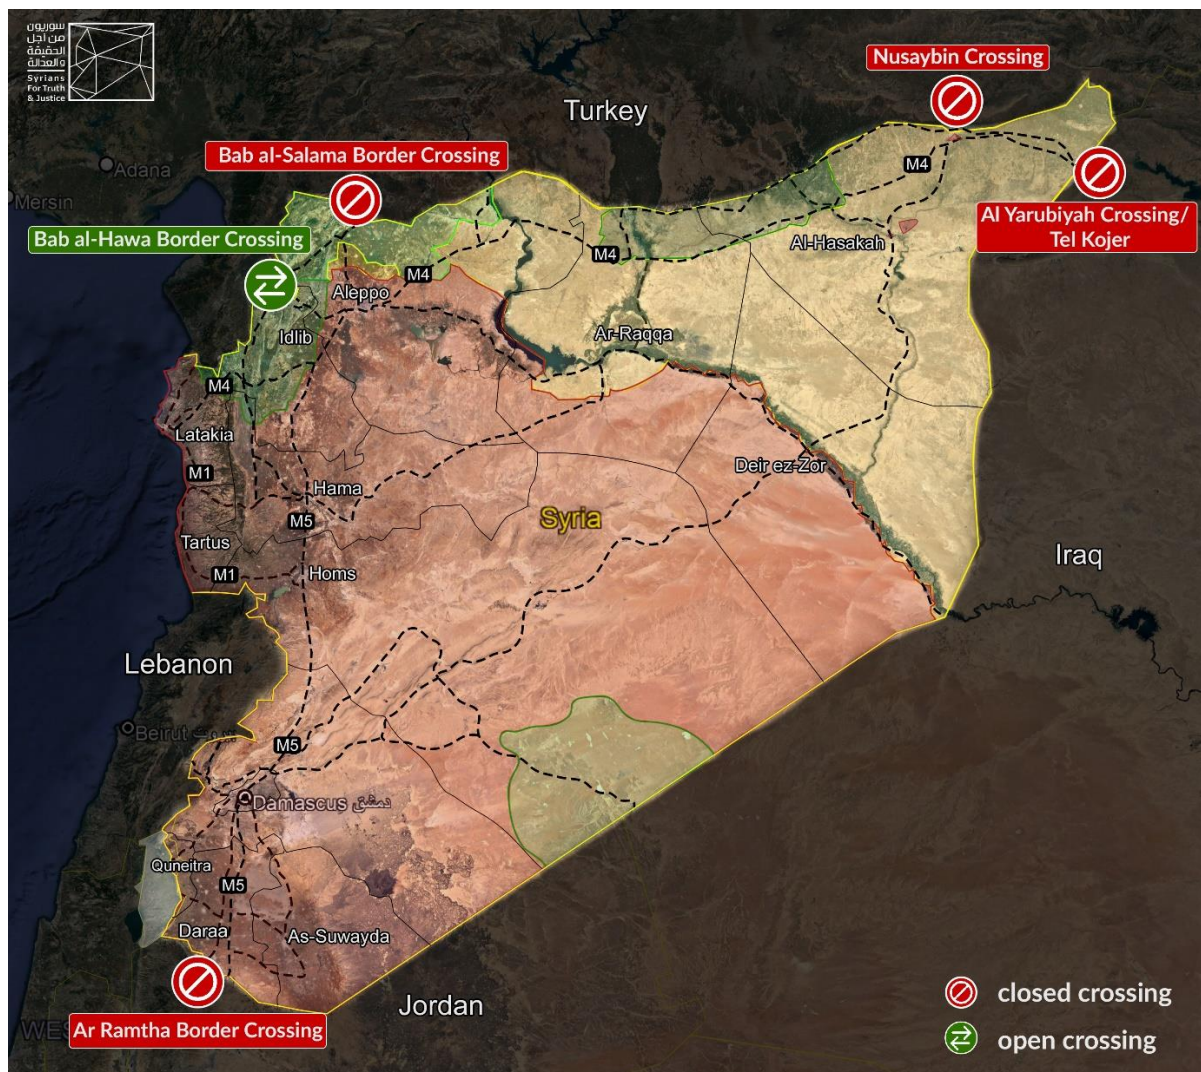 سوريون
من أجل
الحقيقة
والعدالة
Syrians
For Truth
& Justice
Nusaybin Crossing
Turkey
Bab al-Salama Border Crossing
Adana
M4
Mersin
Al Yarubiyah Crossing/
Tel Kojer
Bab al-Hawa Border Crossing
Al-Hasakah
M4
M4
Aleppo
Idlib
Ar-Raqqa
M4
Latakia
Deir ez-Zor
M1
Hama
M5
Syria
Tartus
Iraq
M1
Homs
Lebanon
Beirut بيروت
M5
Damascus دمشق
Quneitra
M5
Daraa
As-Suwayda
Jordan
closed crossing
Ar Ramtha Border Crossing
open crossing